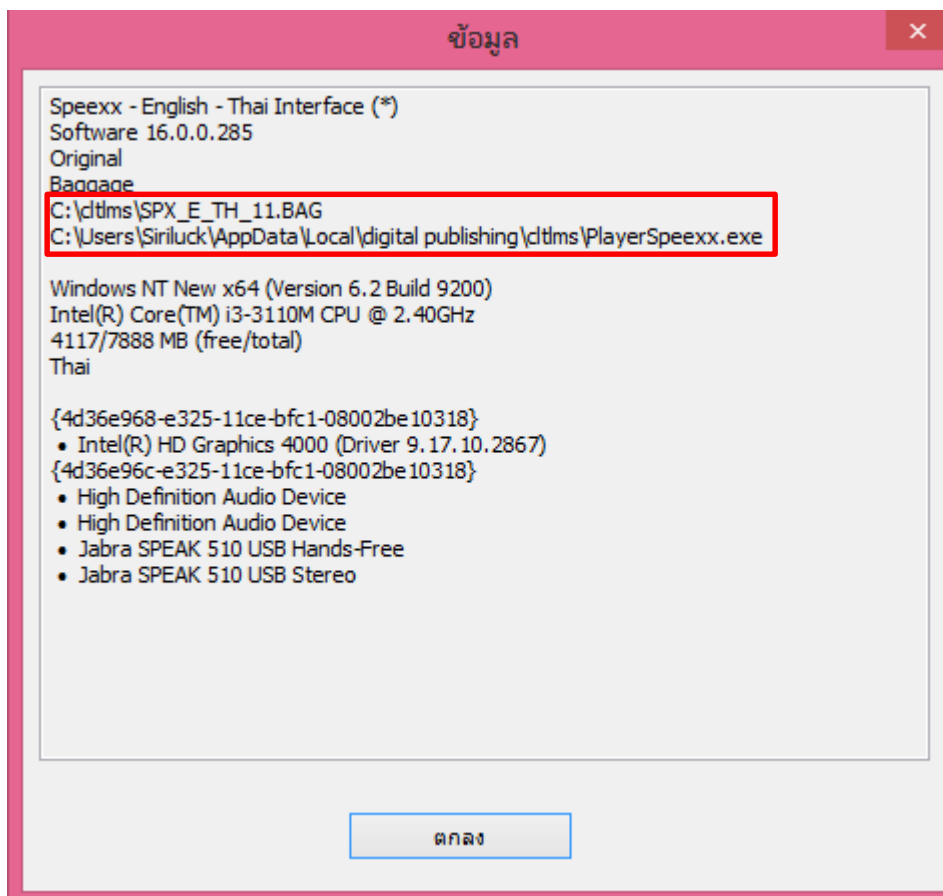 ข้อมูล
Speexx - English - Thai Interface (*)
Software 16.0.0.285
Original
Baggage
C:\cltlms\SPX_E_TH_11.BAG
C:\Users\Siriluck\AppData\Local\digital publishing\cltlms\PlayerSpeexx.exe
Windows NT New x64 (Version 6.2 Build 9200)
Intel(R) Core(TM) i3-3110M CPU @ 2.40GHz
4117/7888 MB (free/total)
Thai
{4d36e968-e325-11ce-bfc1-08002be10318}
• Intel(R) HD Graphics 4000 (Driver 9.17.10.2867)
{4d36e96c-e325-11ce-bfc1-08002be10318}
• High Definition Audio Device
• High Definition Audio Device
• Jabra SPEAK 510 USB Hands-Free
• Jabra SPEAK 510 USB Stereo
ตกลง